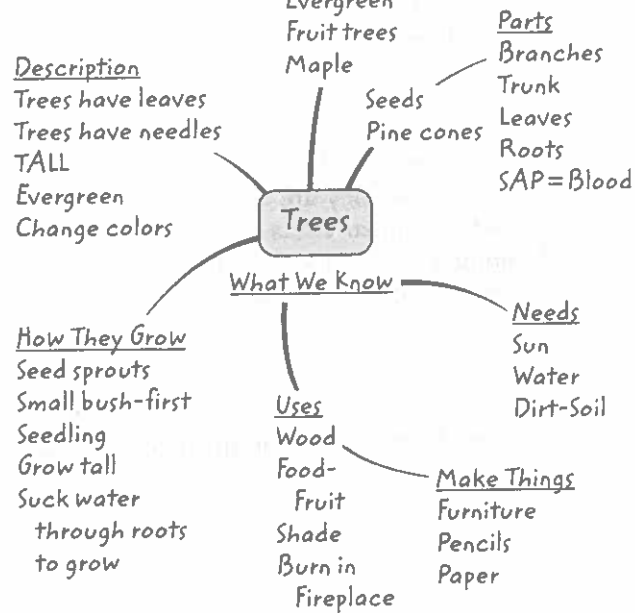 Evergreen
Fruit trees
Maple
Description
Trees have leaves
Trees have needles
TALL
Evergreen
Change colors
Seeds
Pine cones
Parts
Branches
Trunk
Leaves
Roots
SAP=Blood
Trees
What We Know
How They Grow
Seed sprouts
Small bush-first
Seedling
Grow tall
Suck water
through roots
to grow
Uses
Wood
Food-
Fruit
Shade
Burn in
Fireplace
Make Things
Furniture
Pencils
Paper
Needs
Sun
Water
Dirt-Soil